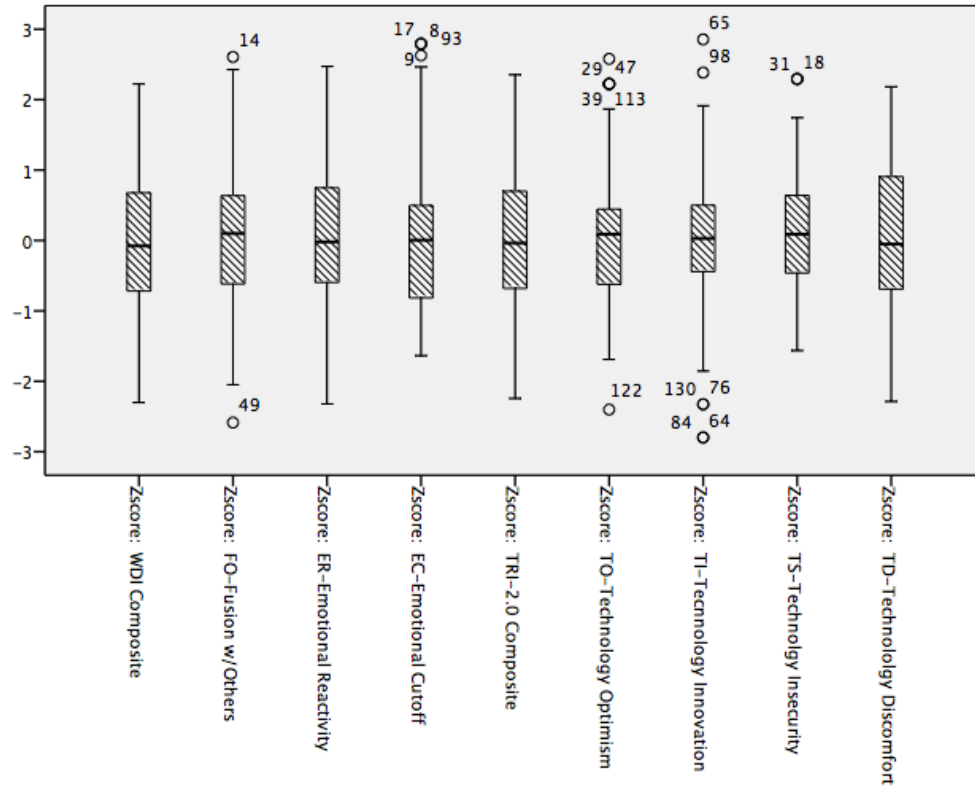 3
2
1
0
-1
-2
-3
14
49
17 8 93
9
29 47
39 113
122
65
98
130 76
84 64
31 18
Zscore: WDI Composite
Zscore: FO-Fusion w/Others
Zscore: ER-Emotional Reactivity
Zscore: EC-Emotional Cutoff
Zscore: TRI-2.0 Composite
Zscore: TO-Technology Optimism
Zscore: TI-Tecnnology Innovation
Zscore: TS-Technolgy Insecurity
Zscore: TD-Technololgy Discomfort